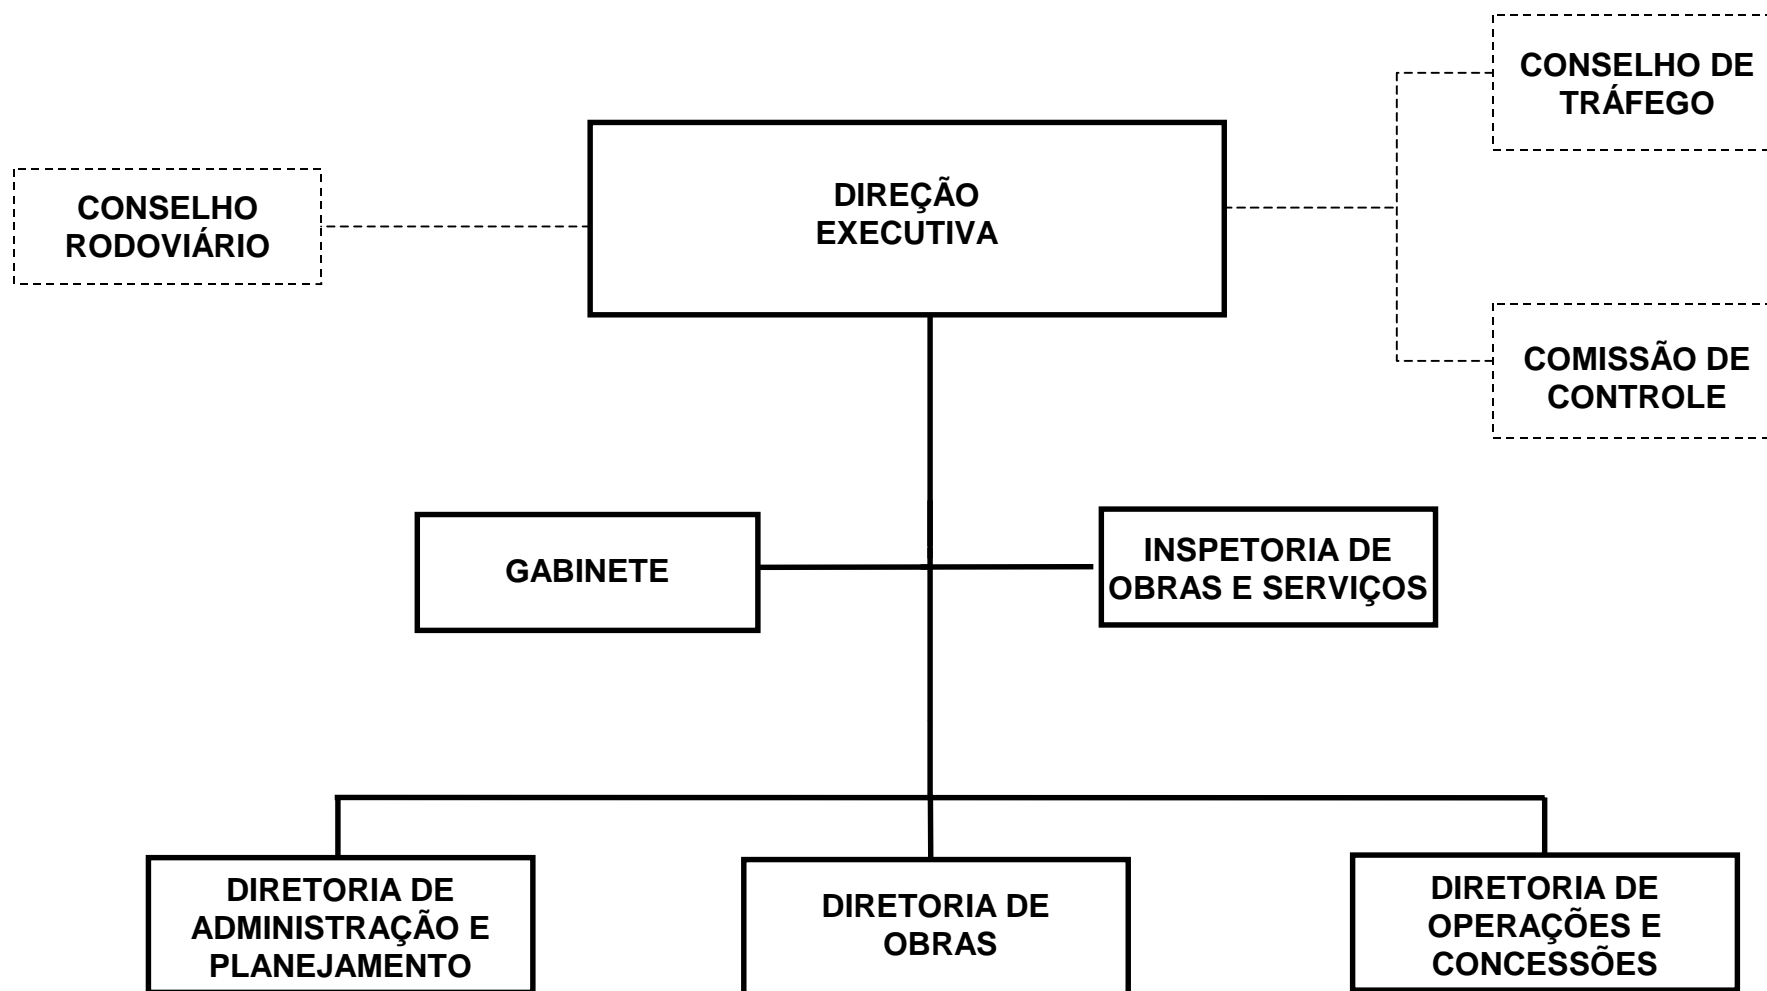 CONSELHO DE
TRÁFEGO
DIREÇÃO
EXECUTIVA
CONSELHO
RODOVIÁRIO
COMISSÃO DE
CONTROLE
GABINETE
INSPETORIA DE
OBRAS E SERVIÇOS
DIRETORIA DE
ADMINISTRAÇÃO E
PLANEJAMENTO
DIRETORIA DE
OBRAS
DIRETORIA DE
OPERAÇÕES E
CONCESSÕES